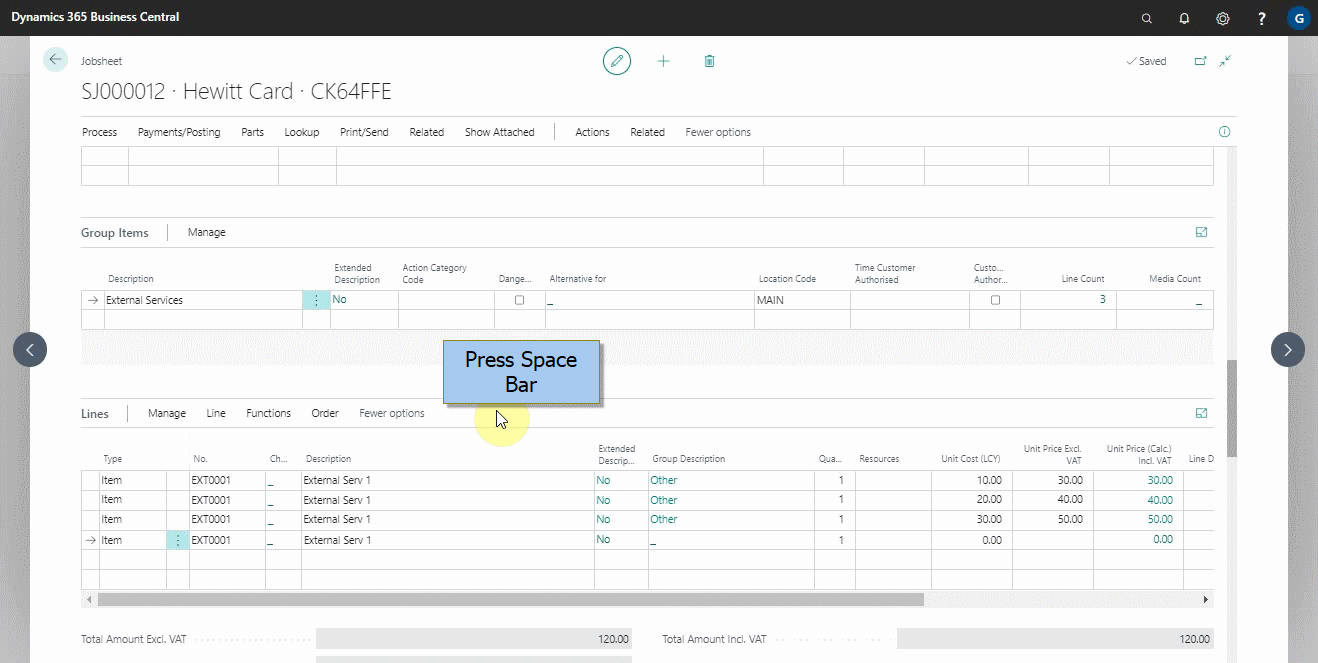 Dynamics 365 Business Central
?
G
Jobsheet
Saved
SJ000012 · Hewitt Card · CK64FFE
Process Payments/Posting Parts Lookup Print/Send Related Show Attached Actions Related Fewer options
Group Items Manage
Description Extended Description Action Category Code Dange... Alternative for Location Code Time Customer Authorised Custo... Author... Line Count Media Count
External Services No _ MAIN 3 _
Press Space
Bar
Lines Manage Line Functions Order Fewer options
Type No. Ch... Description Extended Descrip... Group Description Qua... Resources Unit Cost (LCY) Unit Price Excl. VAT Unit Price (Calc.) Incl. VAT Line D
Item EXT0001 _ External Serv 1 No Other 1 10.00 30.00 30.00
Item EXT0001 _ External Serv 1 No Other 1 20.00 40.00 40.00
Item EXT0001 _ External Serv 1 No Other 1 30.00 50.00 50.00
Item EXT0001 _ External Serv 1 No _ 1 0.00 0.00
Total Amount Excl. VAT 120.00 Total Amount Incl. VAT 120.00